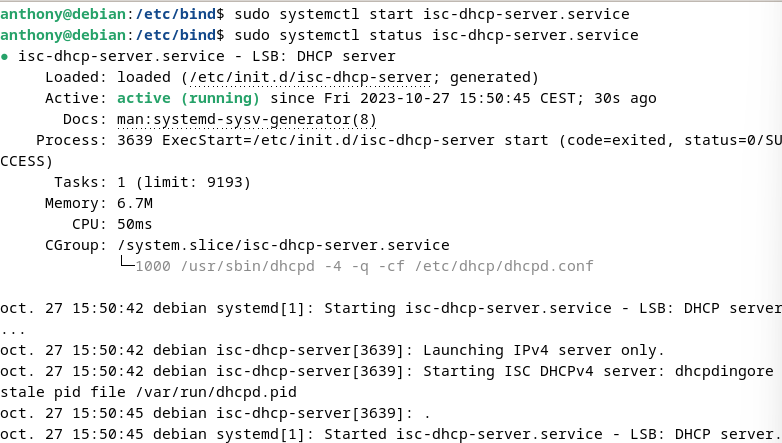 anthony@debian:/etc/bind$ sudo systemctl start isc-dhcp-server.service
anthony@debian:/etc/bind$ sudo systemctl status isc-dhcp-server.service
● isc-dhcp-server.service - LSB: DHCP server
     Loaded: loaded (/etc/init.d/isc-dhcp-server; generated)
     Active: active (running) since Fri 2023-10-27 15:50:45 CEST; 30s ago
       Docs: man:systemd-sysv-generator(8)
    Process: 3639 ExecStart=/etc/init.d/isc-dhcp-server start (code=exited, status=0/SU
CCESS)
      Tasks: 1 (limit: 9193)
     Memory: 6.7M
        CPU: 50ms
     CGroup: /system.slice/isc-dhcp-server.service
             └─1000 /usr/sbin/dhcpd -4 -q -cf /etc/dhcp/dhcpd.conf

oct. 27 15:50:42 debian systemd[1]: Starting isc-dhcp-server.service - LSB: DHCP server
...
oct. 27 15:50:42 debian isc-dhcp-server[3639]: Launching IPv4 server only.
oct. 27 15:50:42 debian isc-dhcp-server[3639]: Starting ISC DHCPv4 server: dhcpdingore
stale pid file /var/run/dhcpd.pid
oct. 27 15:50:45 debian isc-dhcp-server[3639]: .
oct. 27 15:50:45 debian systemd[1]: Started isc-dhcp-server.service - LSB: DHCP server.